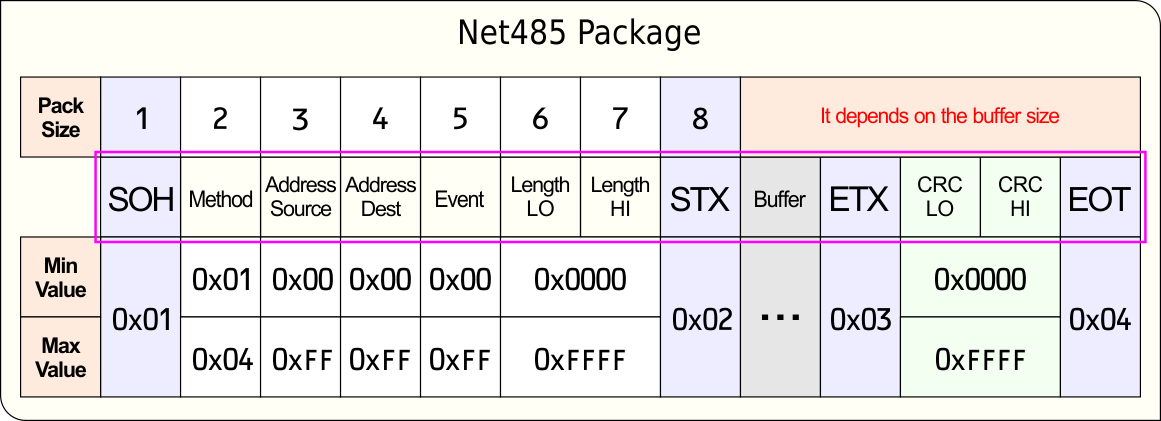 Net485 Package
Pack
Size
1
2
3
4
5
6
7
8
It depends on the buffer size
SOH
Method
Address
Source
Address
Dest
Event
Length
LO
Length
HI
STX
Buffer
ETX
CRC
LO
CRC
HI
EOT
Min
Value
0x01
0x01
0x00
0x00
0x00
0x0000
0x02
...
0x03
0x0000
0x04
Max
Value
0x04
0xFF
0xFF
0xFF
0xFFFF
0xFFFF